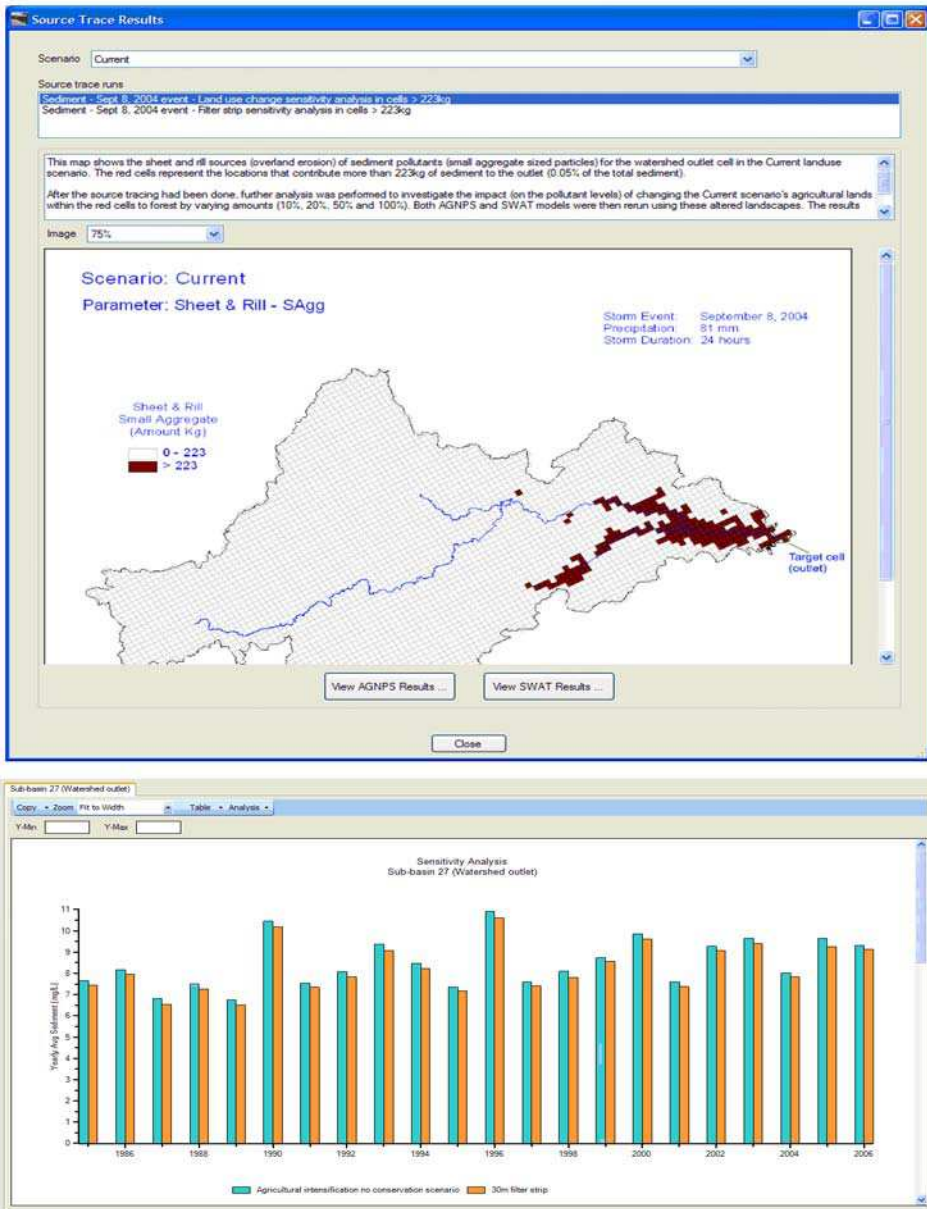 Source Trace Results
Scenario Current
Source trace runs
Sediment - Sept 8, 2004 event - Land use change sensitivity analysis in cells > 223kg
Sediment - Sept 8, 2004 event - Filter strip sensitivity analysis in cells > 223kg
This map shows the sheet and rill sources (overland erosion) of sediment pollutants (small aggregate sized particles) for the watershed outlet cell in the Current landuse
scenario. The red cells represent the locations that contribute more than 223kg of sediment to the outlet (0.05% of the total sediment).
After the source tracing had been done, further analysis was performed to investigate the impact (on the pollutant levels) of changing the Current scenario's agricultural lands
within the red cells to forest by varying amounts (10%, 20%, 50% and 100%). Both AGNPS and SWAT models were then rerun using these altered landscapes. The results
Image 75%
Scenario: Current
Parameter: Sheet & Rill - SAgg
Storm Event: September 8, 2004
Precipitation: 81 mm
Storm Duration: 24 hours
Sheet & Rill
Small Aggregate
(Amount Kg)
0 - 223
> 223
Target cell
(outlet)
View AGNPS Results ...
View SWAT Results ...
Close
Sub-basin 27 (Watershed outlet)
Copy Zoom Fit to Width Table Analysis
Y-Min Y-Max
Sensitivity Analysis
Sub-basin 27 (Watershed outlet)
Yearly Avg Sediment [mg/L]
11
10
9
8
7
6
5
4
3
2
1
0
1986 1988 1990 1992 1994 1996 1998 2000 2002 2004 2006
Agricultural intensification no conservation scenario 30m filter strip